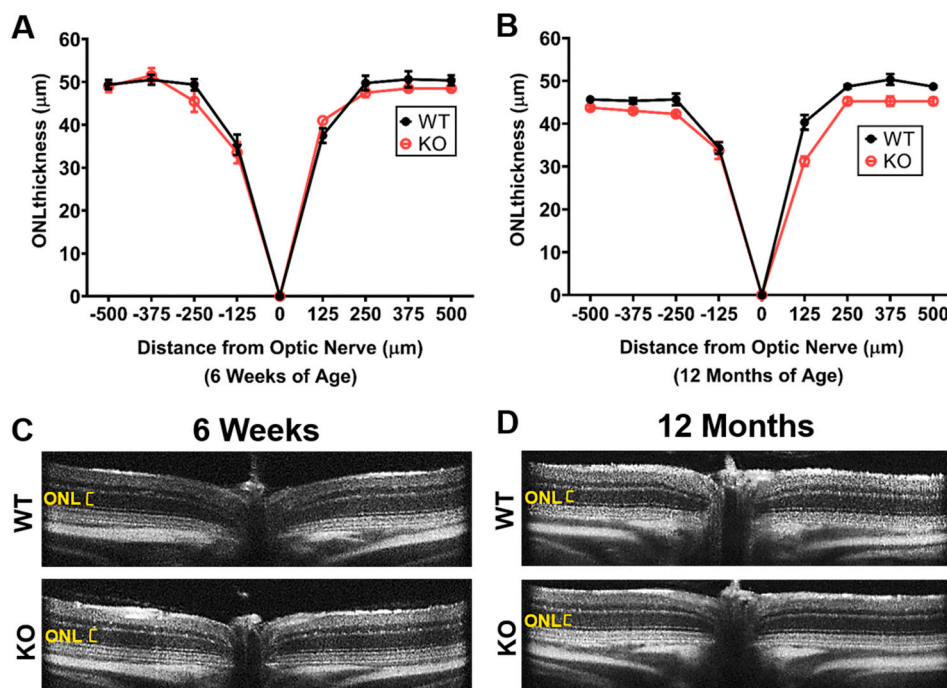 A
60
50
40
30
20
10
0
ONLthickness (μm)
WT
KO
-500 -375 -250 -125 0 125 250 375 500
Distance from Optic Nerve (μm)
(6 Weeks of Age)
B
60
50
40
30
20
10
0
ONLthickness (μm)
WT
KO
-500 -375 -250 -125 0 125 250 375 500
Distance from Optic Nerve (μm)
(12 Months of Age)
C
6 Weeks
WT
ONL
KO
ONL
D
12 Months
WT
ONL
KO
ONL